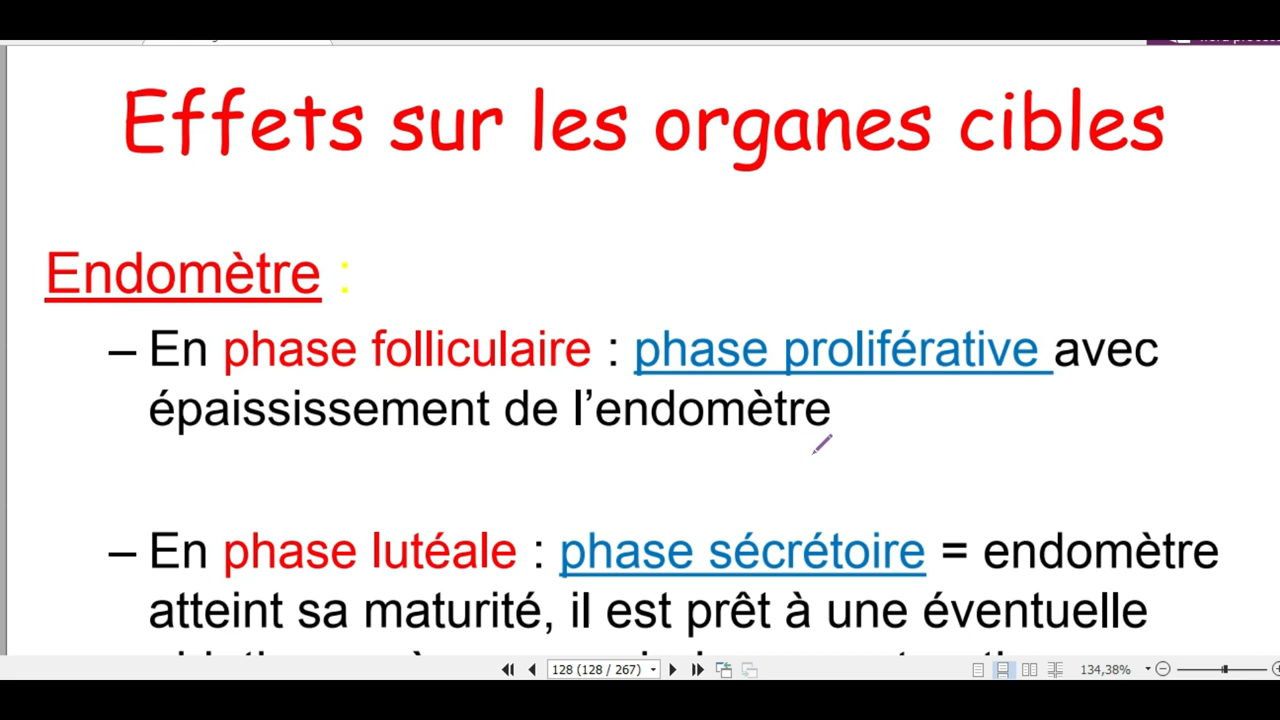 Effets sur les organes cibles
Endomètre :
– En phase folliculaire : phase proliférative avec
épaississement de l’endomètre
– En phase lutéale : phase sécrétoire = endomètre
atteint sa maturité, il est prêt à une éventuelle
128 (128 / 267)
134,38%